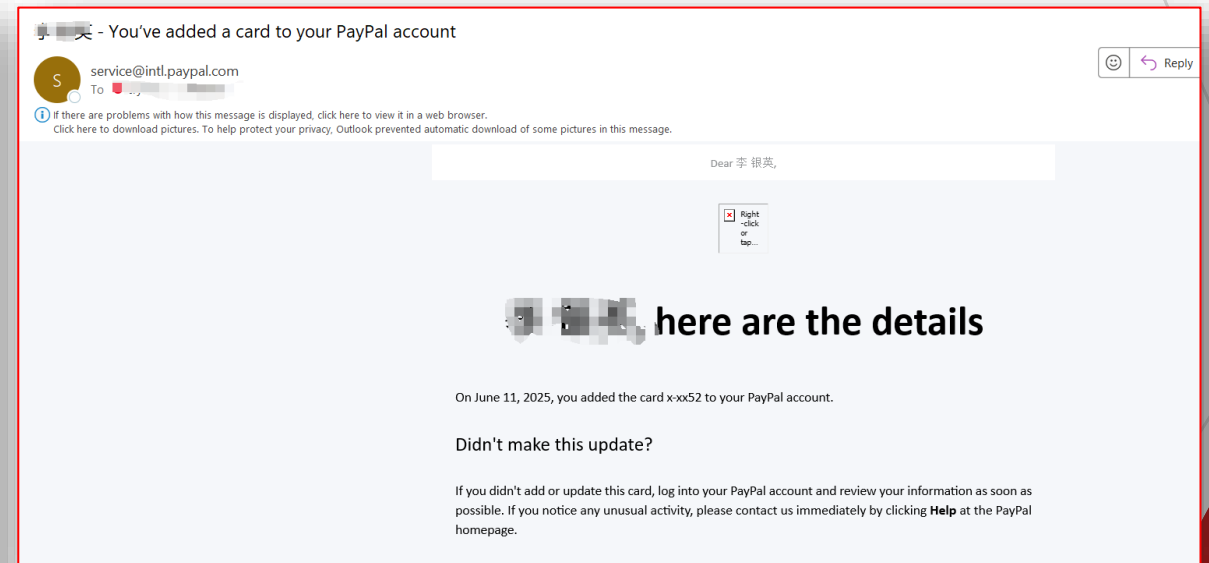 - You've added a card to your PayPal account
S
service@intl.paypal.com
Reply
To
If there are problems with how this message is displayed, click here to view it in a web browser.
Click here to download pictures. To help protect your privacy, Outlook prevented automatic download of some pictures in this message.
Dear 李 银英,
Right
-click
or
tap...
here are the details
On June 11, 2025, you added the card x-xx52 to your PayPal account.
Didn't make this update?
If you didn't add or update this card, log into your PayPal account and review your information as soon as
possible. If you notice any unusual activity, please contact us immediately by clicking Help at the PayPal
homepage.